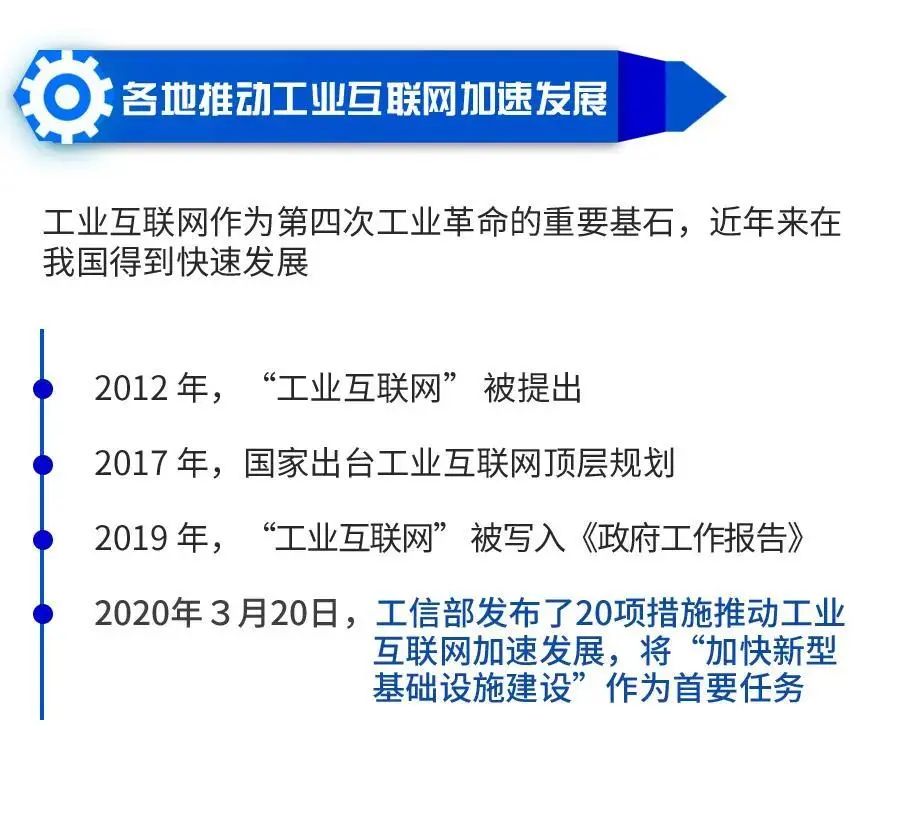 各地推动工业互联网加速发展
工业互联网作为第四次工业革命的重要基石，近年来在
我国得到快速发展
2012 年，“工业互联网” 被提出
2017 年，国家出台工业互联网顶层规划
2019 年，“工业互联网” 被写入《政府工作报告》
2020年３月20日，工信部发布了20项措施推动工业
互联网加速发展，将“加快新型
基础设施建设”作为首要任务